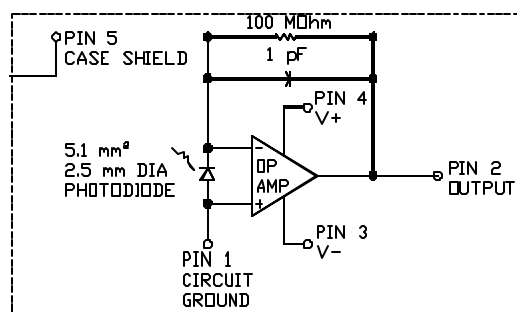 100 MOhm
PIN 5
CASE SHIELD
1 pF
PIN 4
V+
5.1 mm²
2.5 mm DIA
PHOTODIODE
-
OP
AMP
+
PIN 2
OUTPUT
PIN 3
V-
PIN 1
CIRCUIT
GROUND